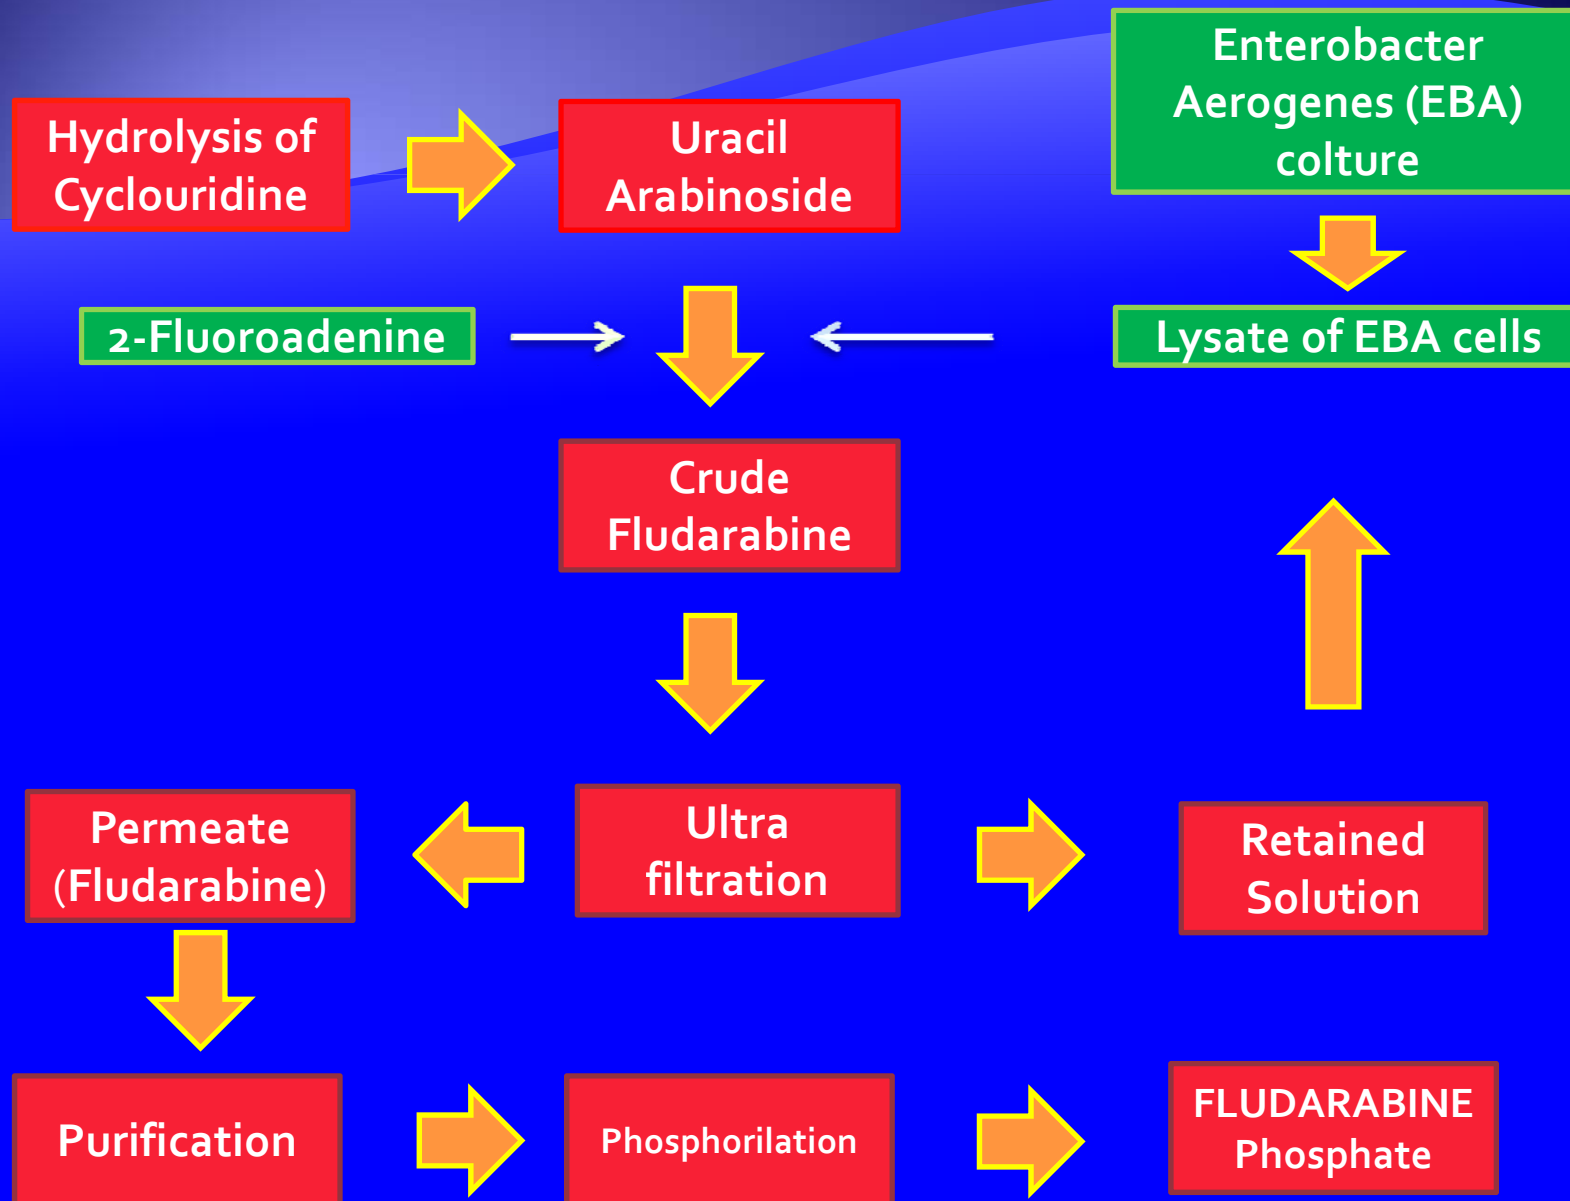 Enterobacter
Aerogenes (EBA)
colture
Hydrolysis of
Cyclouridine
Uracil
Arabinoside
2-Fluoroadenine
Lysate of EBA cells
Crude
Fludarabine
Permeate
(Fludarabine)
Ultra
filtration
Retained
Solution
Purification
Phosphorilation
FLUDARABINE
Phosphate